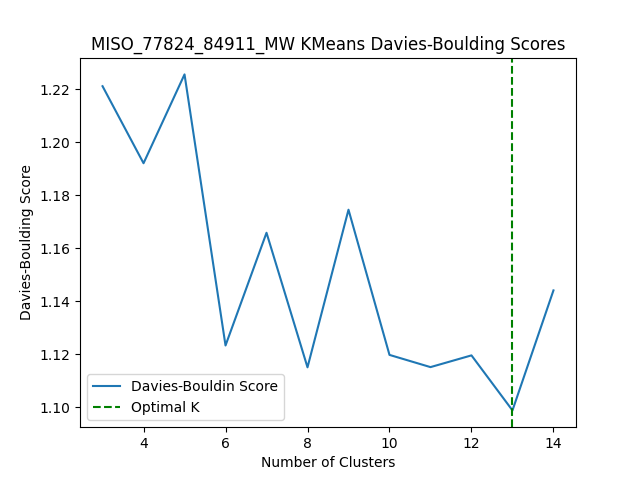 MISO_77824_84911_MW KMeans Davies-Boulding Scores
Davies-Boulding Score
1.22
1.20
1.18
1.16
1.14
1.12
1.10
Davies-Bouldin Score
Optimal K
4 6 8 10 12 14
Number of Clusters